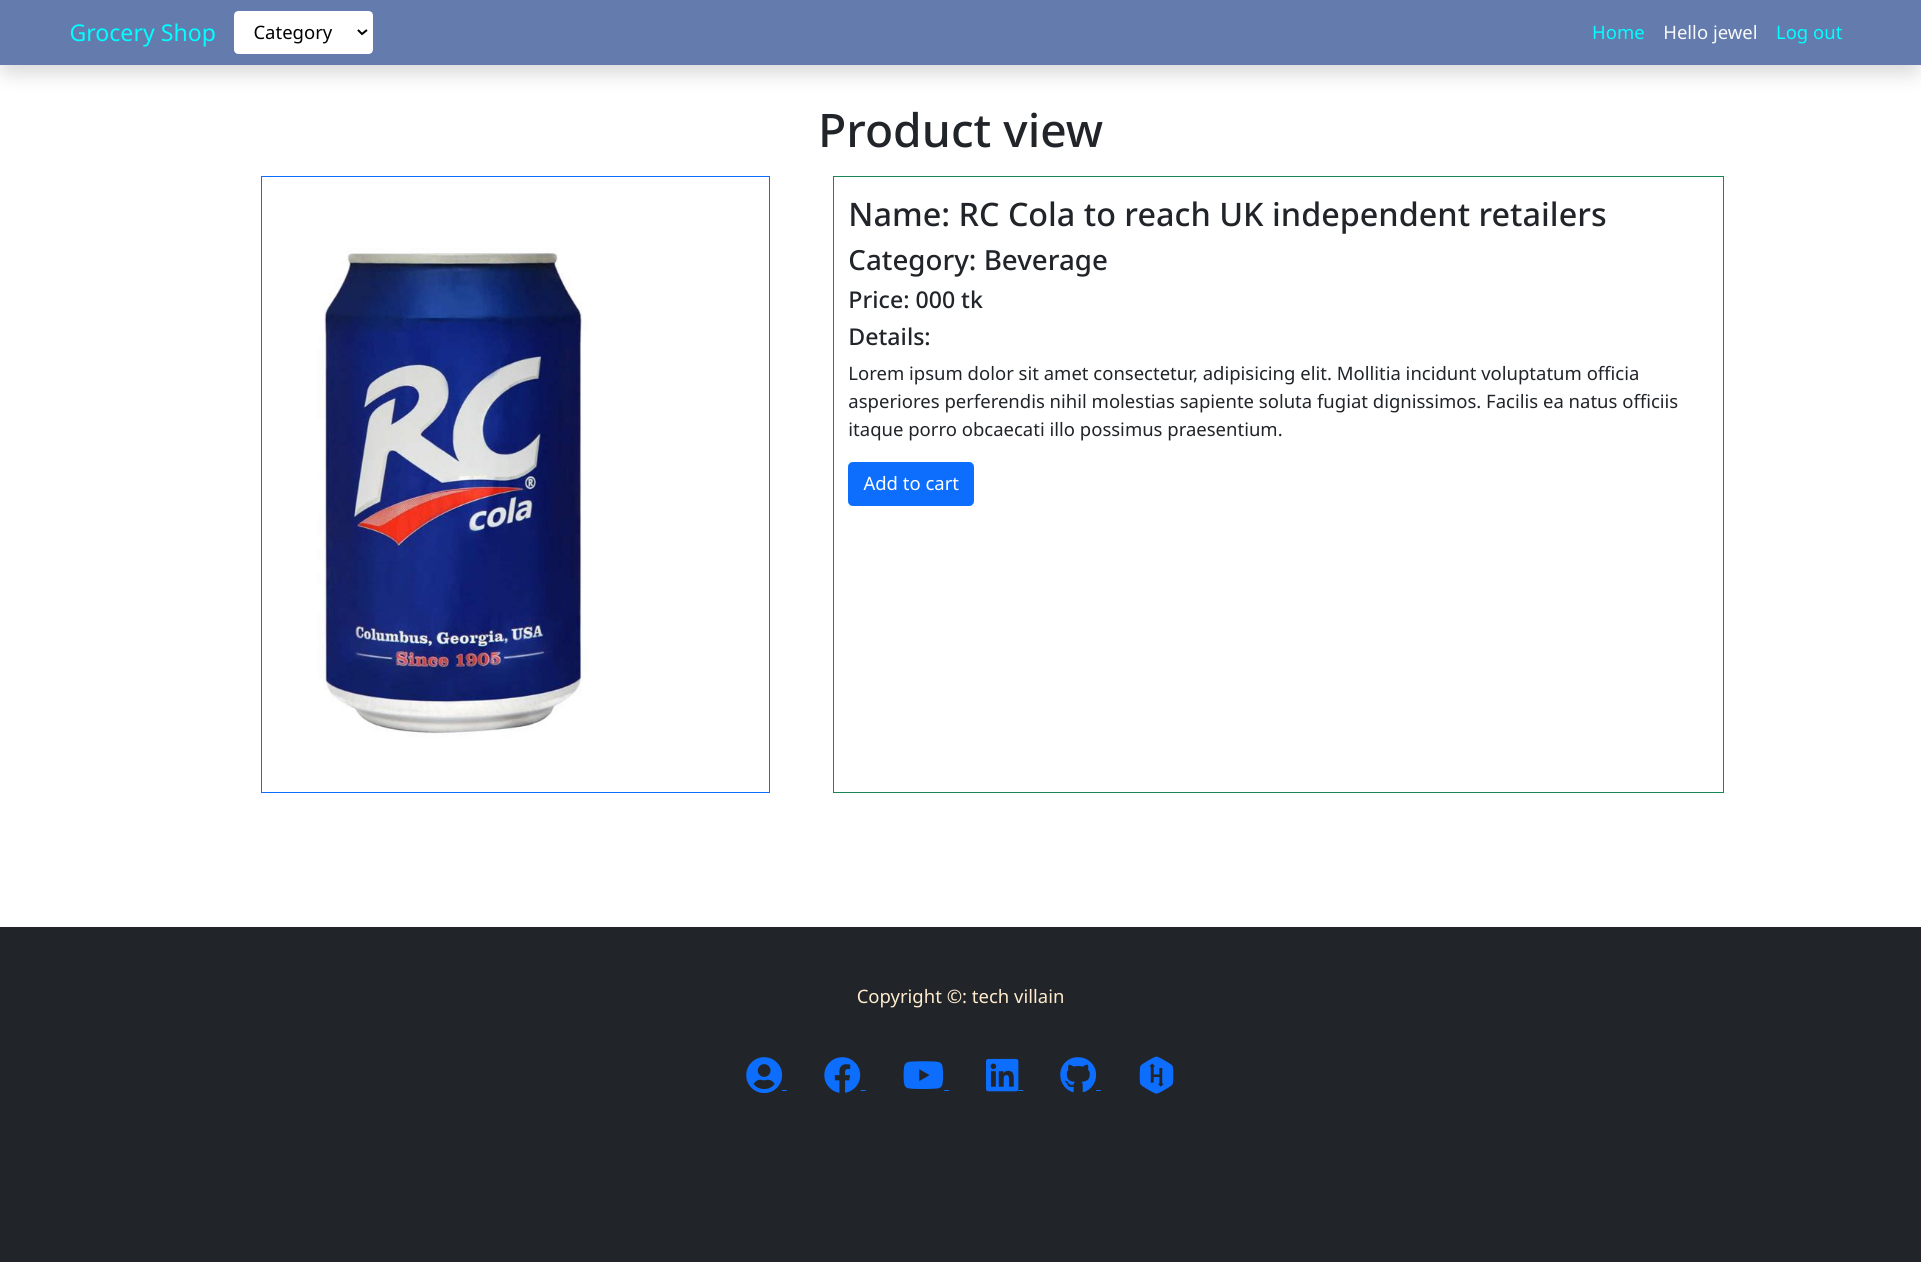 Grocery Shop
Category
Home
Hello jewel
Log out
Product view
RC
®
cola
Columbus, Georgia, USA
Since 1905
Name: RC Cola to reach UK independent retailers
Category: Beverage
Price: 000 tk
Details:
Lorem ipsum dolor sit amet consectetur, adipisicing elit. Mollitia incidunt voluptatum officia
asperiores perferendis nihil molestias sapiente soluta fugiat dignissimos. Facilis ea natus officiis
itaque porro obcaecati illo possimus praesentium.
Add to cart
Copyright ©: tech villain